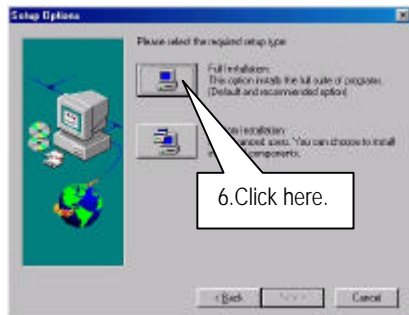 Setup Options
Please select the required setup type
Full Installation:
This option installs the full suite of programs.
(Default and recommended option)
installation:
users. You can choose to install
components.
6.Click here.
< Back
Cancel